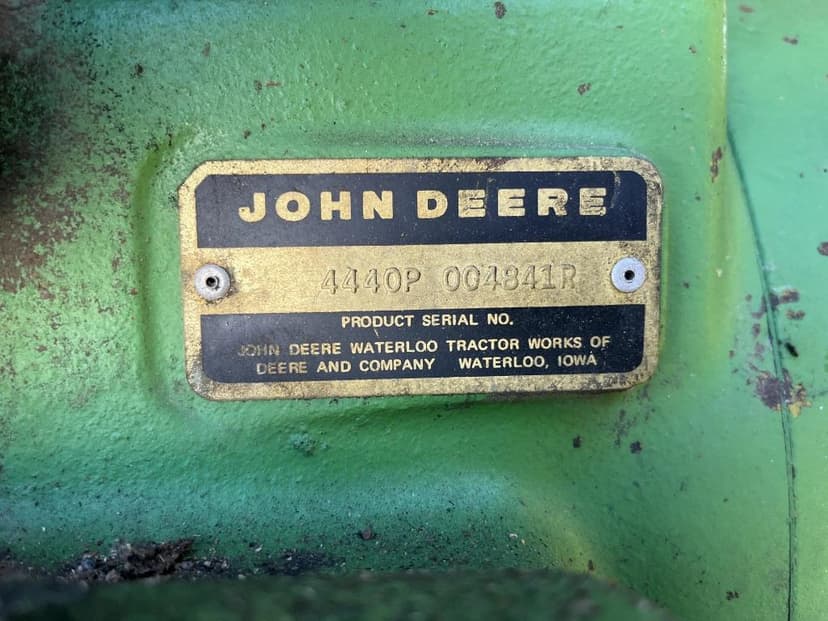 JOHN DEERE
4440P 004841R
PRODUCT SERIAL NO.
JOHN DEERE WATERLOO TRACTOR WORKS OF
DEERE AND COMPANY WATERLOO, IOWA